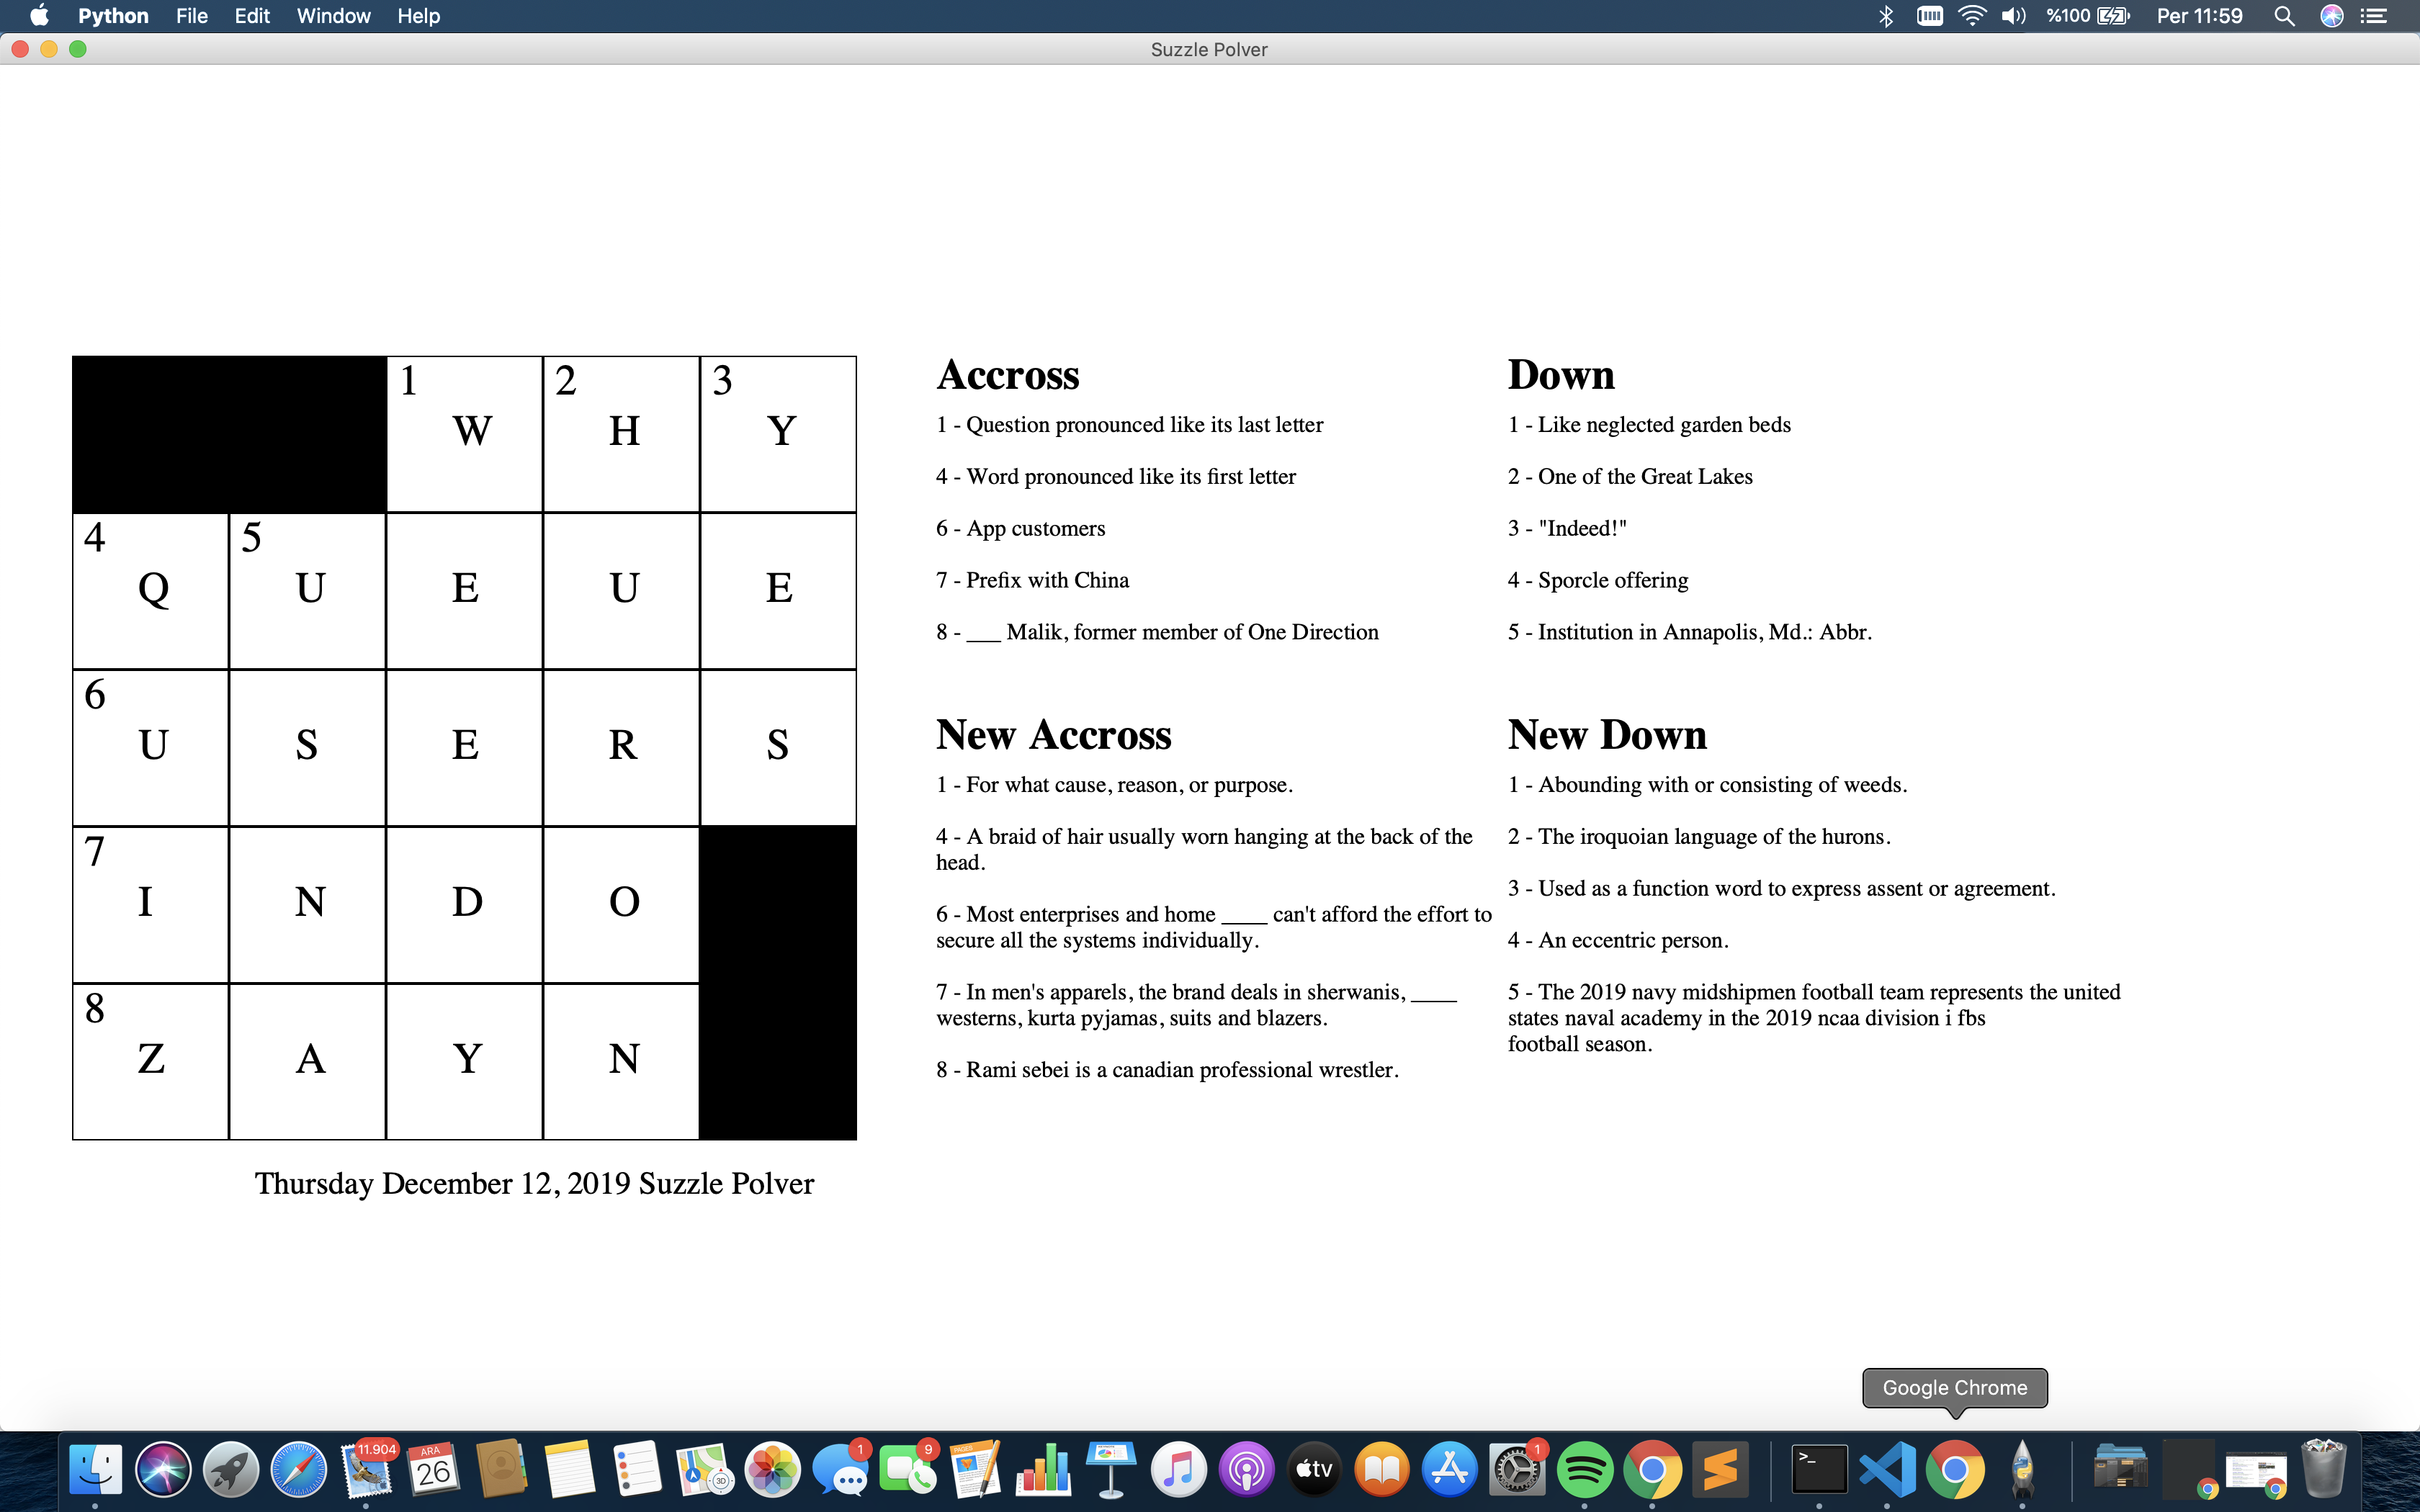 Python File Edit Window Help %100 Per 11:59
Suzzle Polver
1 W 2 H 3 Y
4 Q 5 U E U E
6 U S E R S
7 I N D O
8 Z A Y N
Thursday December 12, 2019 Suzzle Polver
Accross
1 - Question pronounced like its last letter
4 - Word pronounced like its first letter
6 - App customers
7 - Prefix with China
8 - ___ Malik, former member of One Direction
Down
1 - Like neglected garden beds
2 - One of the Great Lakes
3 - "Indeed!"
4 - Sporcle offering
5 - Institution in Annapolis, Md.: Abbr.
New Accross
1 - For what cause, reason, or purpose.
4 - A braid of hair usually worn hanging at the back of the
head.
6 - Most enterprises and home ____ can't afford the effort to
secure all the systems individually.
7 - In men's apparels, the brand deals in sherwanis, ____
westerns, kurta pyjamas, suits and blazers.
8 - Rami sebei is a canadian professional wrestler.
New Down
1 - Abounding with or consisting of weeds.
2 - The iroquoian language of the hurons.
3 - Used as a function word to express assent or agreement.
4 - An eccentric person.
5 - The 2019 navy midshipmen football team represents the united
states naval academy in the 2019 ncaa division i fbs
football season.
Google Chrome
11.904
ARA
26
3D
1
9
PAGES
tv
1
>_